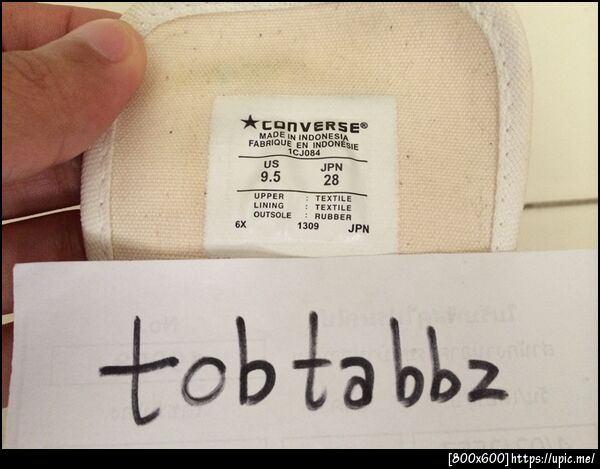 ★CONVERSE®
MADE IN INDONESIA
FABRIQUE EN INDONÉSIE
1CJ084
US JPN
9.5 28
UPPER : TEXTILE
LINING : TEXTILE
OUTSOLE : RUBBER
6X 1309 JPN
tobtabbz
[800x600]https://upic.me/